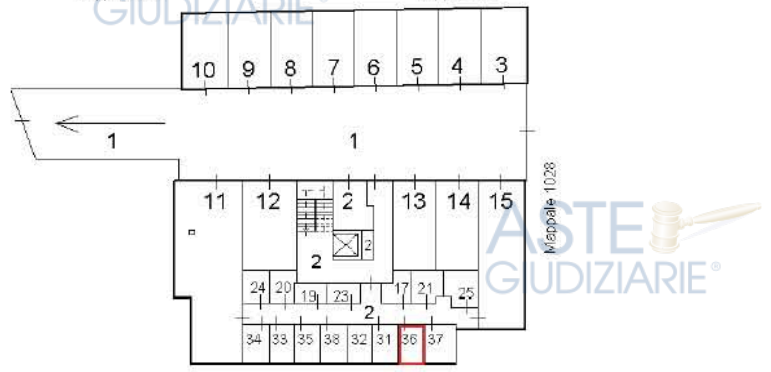 GIUDIZIARIE®
10 9 8 7 6 5 4 3
1 1
Mappale 1028
11 12 2 13 14 15
2
2
ASTE
GIUDIZIARIE®
24 20 19 23 17 21 25
2
34 33 35 38 32 31 36 37